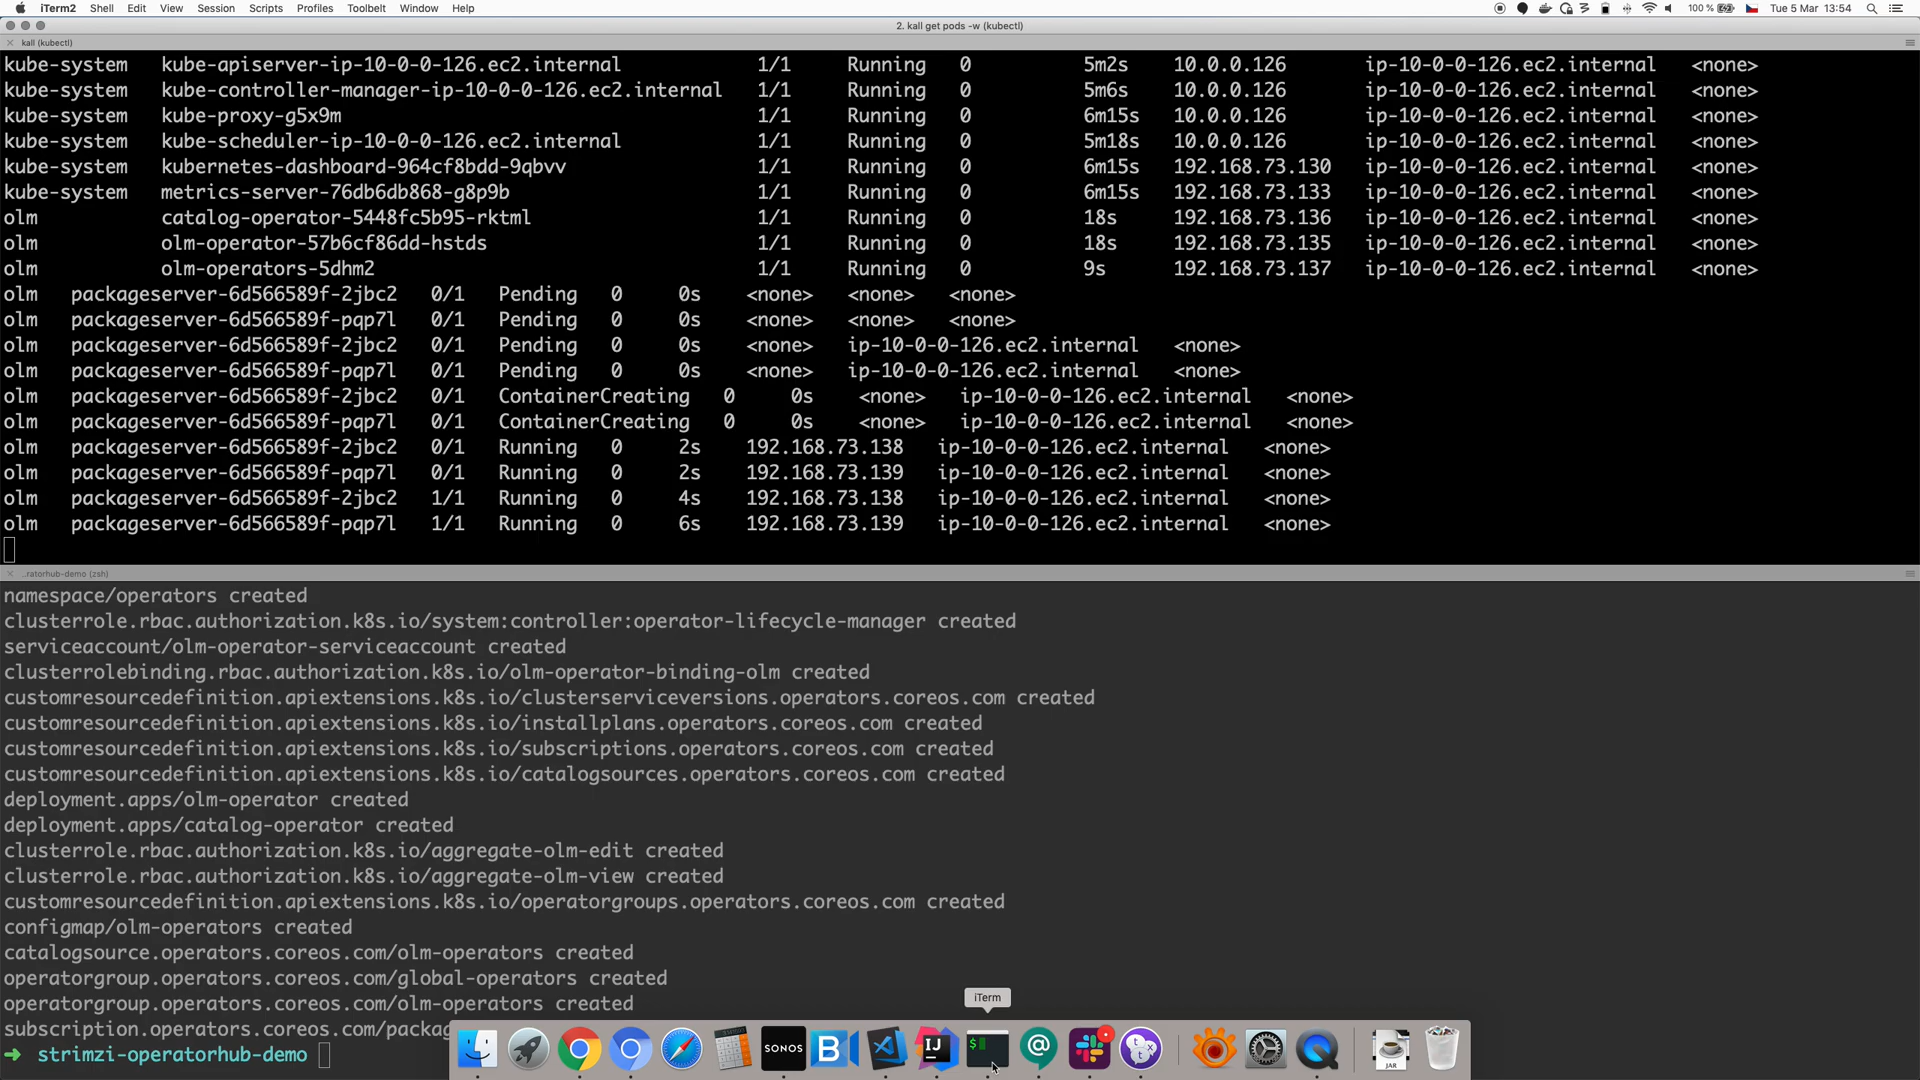 iTerm2 Shell Edit View Session Scripts Profiles Toolbelt Window Help 100 % Tue 5 Mar 13:54
2. kall get pods -w (kubectl)
kall (kubectl)
kube-system kube-apiserver-ip-10-0-0-126.ec2.internal 1/1 Running 0 5m2s 10.0.0.126 ip-10-0-0-126.ec2.internal <none>
kube-system kube-controller-manager-ip-10-0-0-126.ec2.internal 1/1 Running 0 5m6s 10.0.0.126 ip-10-0-0-126.ec2.internal <none>
kube-system kube-proxy-g5x9m 1/1 Running 0 6m15s 10.0.0.126 ip-10-0-0-126.ec2.internal <none>
kube-system kube-scheduler-ip-10-0-0-126.ec2.internal 1/1 Running 0 5m18s 10.0.0.126 ip-10-0-0-126.ec2.internal <none>
kube-system kubernetes-dashboard-964cf8bdd-9qbvv 1/1 Running 0 6m15s 192.168.73.130 ip-10-0-0-126.ec2.internal <none>
kube-system metrics-server-76db6db868-g8p9b 1/1 Running 0 6m15s 192.168.73.133 ip-10-0-0-126.ec2.internal <none>
olm catalog-operator-5448fc5b95-rktml 1/1 Running 0 18s 192.168.73.136 ip-10-0-0-126.ec2.internal <none>
olm olm-operator-57b6cf86dd-hstds 1/1 Running 0 18s 192.168.73.135 ip-10-0-0-126.ec2.internal <none>
olm olm-operators-5dhm2 1/1 Running 0 9s 192.168.73.137 ip-10-0-0-126.ec2.internal <none>
olm packageserver-6d566589f-2jbc2 0/1 Pending 0 0s <none> <none> <none>
olm packageserver-6d566589f-pqp7l 0/1 Pending 0 0s <none> <none> <none>
olm packageserver-6d566589f-2jbc2 0/1 Pending 0 0s <none> ip-10-0-0-126.ec2.internal <none>
olm packageserver-6d566589f-pqp7l 0/1 Pending 0 0s <none> ip-10-0-0-126.ec2.internal <none>
olm packageserver-6d566589f-2jbc2 0/1 ContainerCreating 0 0s <none> ip-10-0-0-126.ec2.internal <none>
olm packageserver-6d566589f-pqp7l 0/1 ContainerCreating 0 0s <none> ip-10-0-0-126.ec2.internal <none>
olm packageserver-6d566589f-2jbc2 0/1 Running 0 2s 192.168.73.138 ip-10-0-0-126.ec2.internal <none>
olm packageserver-6d566589f-pqp7l 0/1 Running 0 2s 192.168.73.139 ip-10-0-0-126.ec2.internal <none>
olm packageserver-6d566589f-2jbc2 1/1 Running 0 4s 192.168.73.138 ip-10-0-0-126.ec2.internal <none>
olm packageserver-6d566589f-pqp7l 1/1 Running 0 6s 192.168.73.139 ip-10-0-0-126.ec2.internal <none>
..ratorhub-demo (zsh)
namespace/operators created
clusterrole.rbac.authorization.k8s.io/system:controller:operator-lifecycle-manager created
serviceaccount/olm-operator-serviceaccount created
clusterrolebinding.rbac.authorization.k8s.io/olm-operator-binding-olm created
customresourcedefinition.apiextensions.k8s.io/clusterserviceversions.operators.coreos.com created
customresourcedefinition.apiextensions.k8s.io/installplans.operators.coreos.com created
customresourcedefinition.apiextensions.k8s.io/subscriptions.operators.coreos.com created
customresourcedefinition.apiextensions.k8s.io/catalogsources.operators.coreos.com created
deployment.apps/olm-operator created
deployment.apps/catalog-operator created
clusterrole.rbac.authorization.k8s.io/aggregate-olm-edit created
clusterrole.rbac.authorization.k8s.io/aggregate-olm-view created
customresourcedefinition.apiextensions.k8s.io/operatorgroups.operators.coreos.com created
configmap/olm-operators created
catalogsource.operators.coreos.com/olm-operators created
operatorgroup.operators.coreos.com/global-operators created
operatorgroup.operators.coreos.com/olm-operators created
iTerm
subscription.operators.coreos.com/packag
➜ strimzi-operatorhub-demo
SONOS B IJ $ @ t x JAR